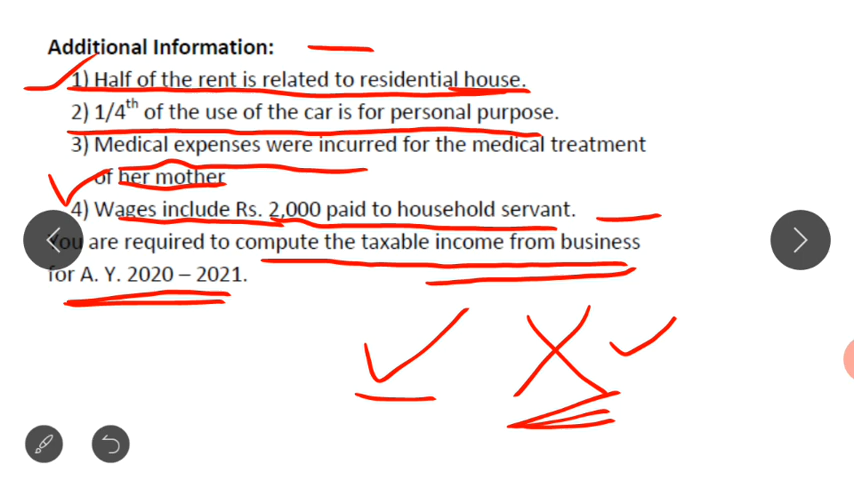 Additional Information:
1) Half of the rent is related to residential house.
2) 1/4th of the use of the car is for personal purpose.
3) Medical expenses were incurred for the medical treatment
of her mother
4) Wages include Rs. 2,000 paid to household servant.
You are required to compute the taxable income from business
for A. Y. 2020 – 2021.